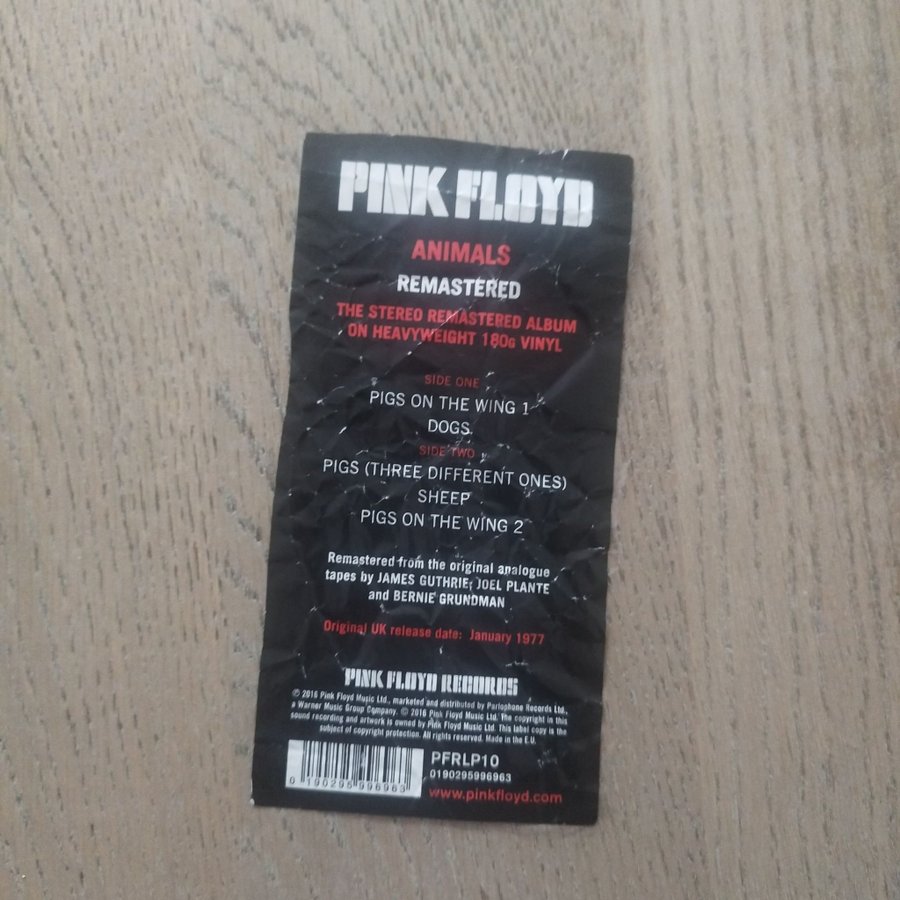 PINK FLOYD
ANIMALS
REMASTERED
THE STEREO REMASTERED ALBUM
ON HEAVYWEIGHT 180G VINYL
SIDE ONE
PIGS ON THE WING 1
DOGS
SIDE TWO
PIGS (THREE DIFFERENT ONES)
SHEEP
PIGS ON THE WING 2
Remastered from the original analogue
tapes by JAMES GUTHRIE, JOEL PLANTE
and BERNIE GRUNDMAN
Original UK release date: January 1977
PINK FLOYD RECORDS
℗ 2016 Pink Floyd Music Ltd., marketed and distributed by Parlophone Records Ltd.,
a Warner Music Group Company. © 2016 Pink Floyd Music Ltd. The copyright in this
sound recording and artwork is owned by Pink Floyd Music Ltd. This label copy is the
subject of copyright protection. All rights reserved. Made in the E.U.
0 190295 996963
PFRLP10
0190295996963
www.pinkfloyd.com